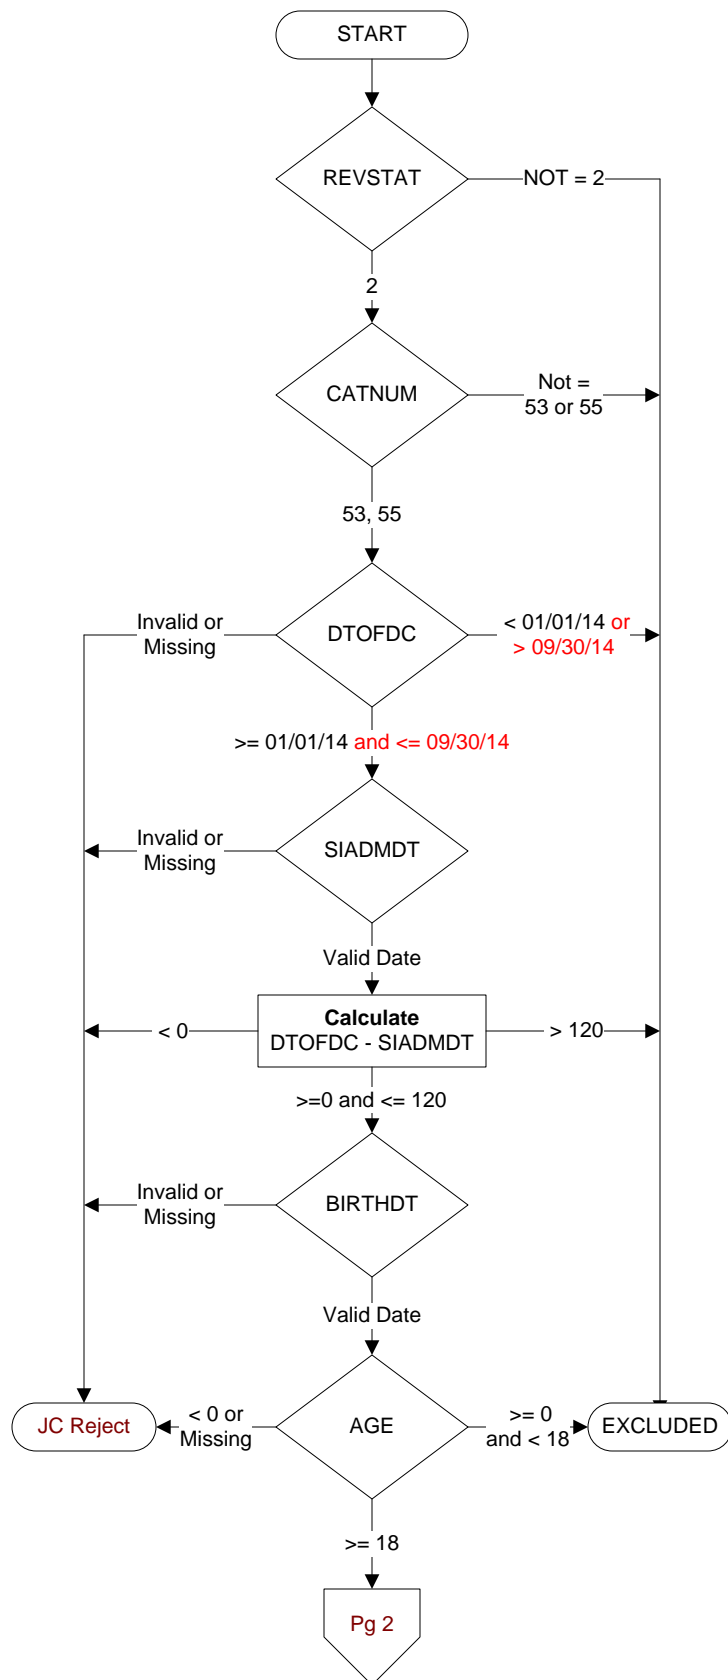 START
REVSTAT
NOT = 2
2
CATNUM
Not =
53 or 55
53, 55
Invalid or
Missing
DTOFDC
< 01/01/14 or
> 09/30/14
>= 01/01/14 and <= 09/30/14
Invalid or
Missing
SIADMDT
Valid Date
< 0
Calculate
DTOFDC - SIADMDT
> 120
>=0 and <= 120
Invalid or
Missing
BIRTHDT
Valid Date
JC Reject
< 0 or
Missing
AGE
>= 0
and < 18
EXCLUDED
>= 18
Pg 2